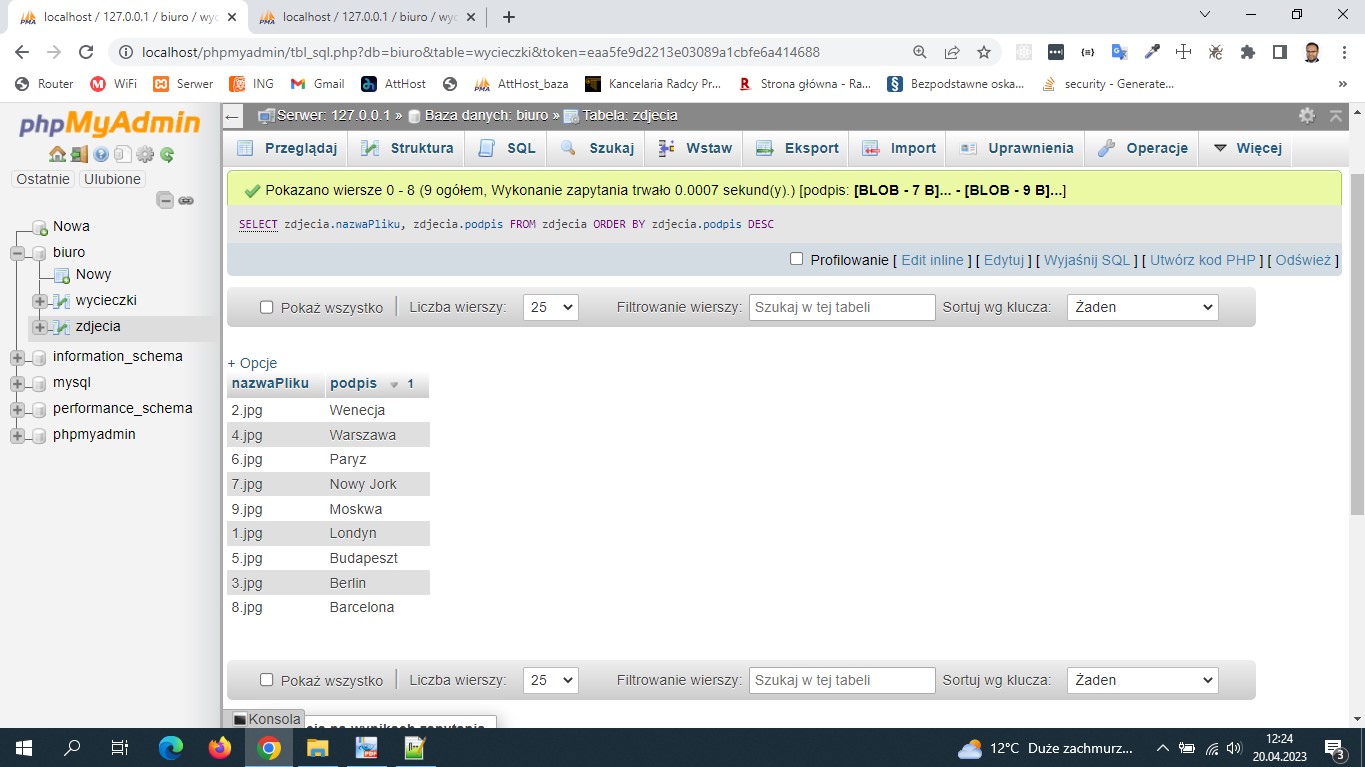 localhost / 127.0.0.1 / biuro / wyc
localhost / 127.0.0.1 / biuro / wyc
localhost/phpmyadmin/tbl_sql.php?db=biuro&table=wycieczki&token=eaa5fe9d2213e03089a1cbfe6a414688
Router WiFi Serwer ING Gmail AttHost AttHost_baza Kancelaria Radcy Pr... Strona główna - Ra... Bezpodstawne oska... security - Generate... »
phpMyAdmin
Ostatnie Ulubione
Nowa
biuro
Nowy
wycieczki
zdjecia
information_schema
mysql
performance_schema
phpmyadmin
Serwer: 127.0.0.1 » Baza danych: biuro » Tabela: zdjecia
Przeglądaj Struktura SQL Szukaj Wstaw Eksport Import Uprawnienia Operacje Więcej
Pokazano wiersze 0 - 8 (9 ogółem, Wykonanie zapytania trwało 0.0007 sekund(y).) [podpis: [BLOB - 7 B]... - [BLOB - 9 B]...]
SELECT zdjecia.nazwaPliku, zdjecia.podpis FROM zdjecia ORDER BY zdjecia.podpis DESC
Profilowanie [ Edit inline ] [ Edytuj ] [ Wyjaśnij SQL ] [ Utwórz kod PHP ] [ Odśwież ]
Pokaż wszystko Liczba wierszy: 25 Filtrowanie wierszy: Szukaj w tej tabeli Sortuj wg klucza: Żaden
+ Opcje
nazwaPliku podpis 1
2.jpg Wenecja
4.jpg Warszawa
6.jpg Paryz
7.jpg Nowy Jork
9.jpg Moskwa
1.jpg Londyn
5.jpg Budapeszt
3.jpg Berlin
8.jpg Barcelona
Pokaż wszystko Liczba wierszy: 25 Filtrowanie wierszy: Szukaj w tej tabeli Sortuj wg klucza: Żaden
Konsola
na wynikach zapytania
12°C Duże zachmurz...
12:24
20.04.2023
3